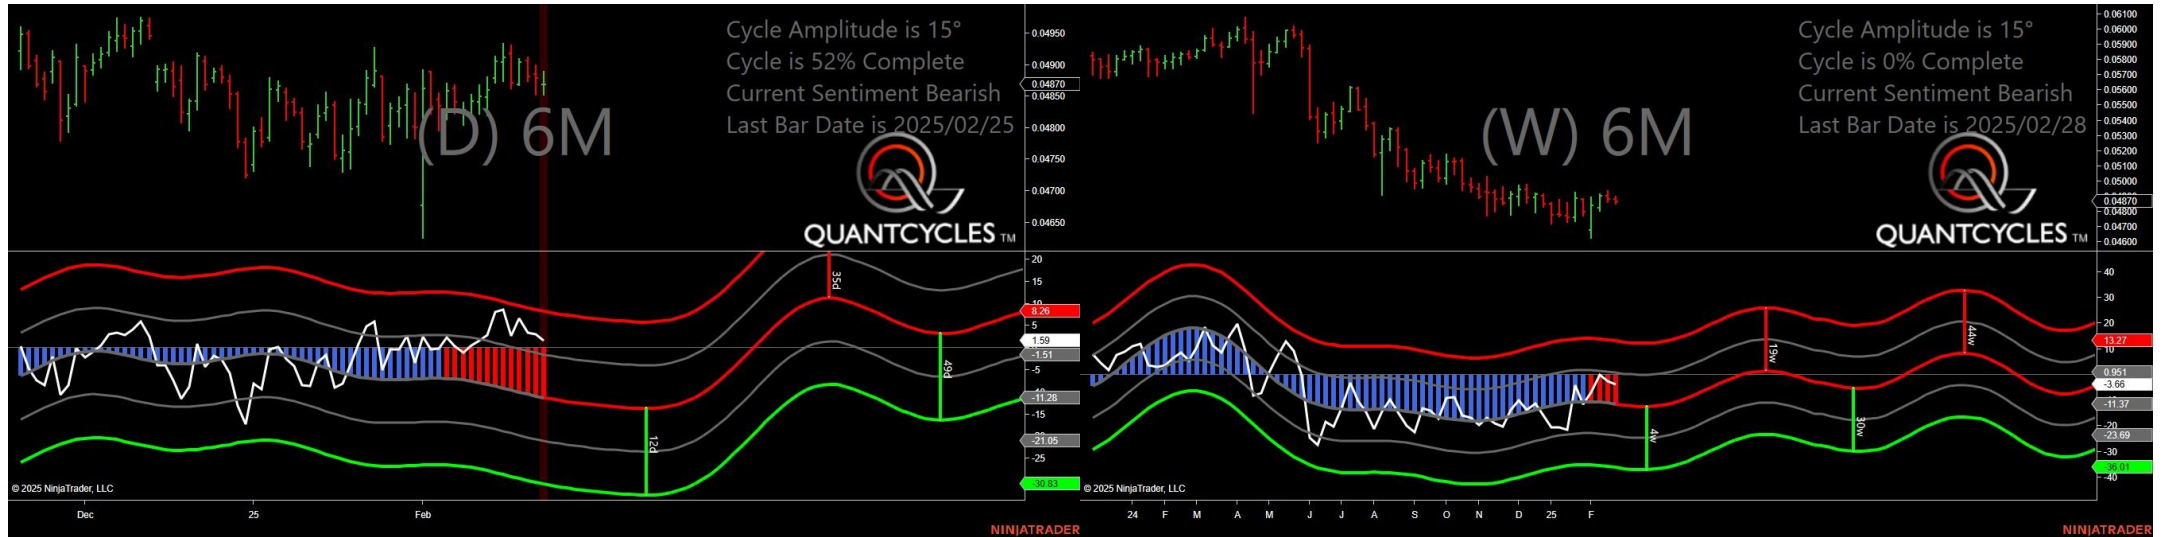 Cycle Amplitude is 15°
Cycle is 52% Complete
Current Sentiment Bearish
Last Bar Date is 2025/02/25
(D) 6M
QUANTCYCLES TM
0.04950
0.04900
0.04870
0.04850
0.04800
0.04750
0.04700
0.04650
20
15
10
8.26
5
1.59
-1.51
-5
-11.28
-15
-21.05
-25
-30.83
35d
49d
12d
© 2025 NinjaTrader, LLC
Dec
25
Feb
NINJATRADER
Cycle Amplitude is 15°
Cycle is 0% Complete
Current Sentiment Bearish
Last Bar Date is 2025/02/28
(W) 6M
QUANTCYCLES TM
0.06100
0.06000
0.05900
0.05800
0.05700
0.05600
0.05500
0.05400
0.05300
0.05200
0.05100
0.05000
0.04870
0.04800
0.04700
0.04600
40
30
20
13.27
10
0.951
-3.66
-11.37
-20
-23.69
-30
-36.01
-40
19w
44w
4w
30w
© 2025 NinjaTrader, LLC
24 F M A M J J A S O N D 25 F
NINJATRADER